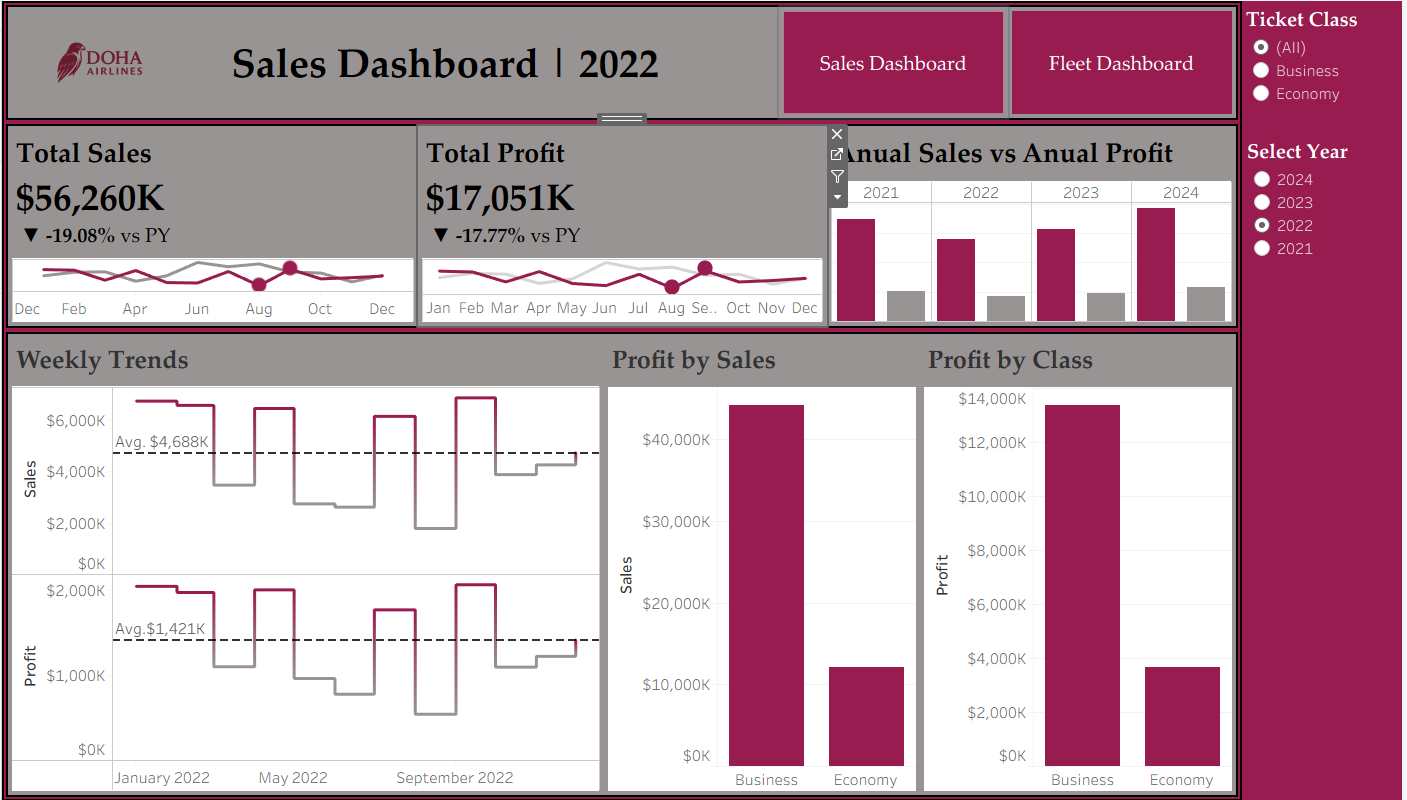 DOHA
AIRLINES
Sales Dashboard | 2022
Sales Dashboard
Fleet Dashboard
Ticket Class
(All)
Business
Economy
Select Year
2024
2023
2022
2021
Total Sales
$56,260K
▼ -19.08% vs PY
Dec Feb Apr Jun Aug Oct Dec
Total Profit
$17,051K
▼ -17.77% vs PY
Jan Feb Mar Apr May Jun Jul Aug Se.. Oct Nov Dec
Anual Sales vs Anual Profit
2021 2022 2023 2024
Weekly Trends
Sales
$6,000K
Avg. $4,688K
$4,000K
$2,000K
$0K
Profit
$2,000K
Avg.$1,421K
$1,000K
$0K
January 2022 May 2022 September 2022
Profit by Sales
Sales
$40,000K
$30,000K
$20,000K
$10,000K
$0K
Business Economy
Profit by Class
Profit
$14,000K
$12,000K
$10,000K
$8,000K
$6,000K
$4,000K
$2,000K
$0K
Business Economy